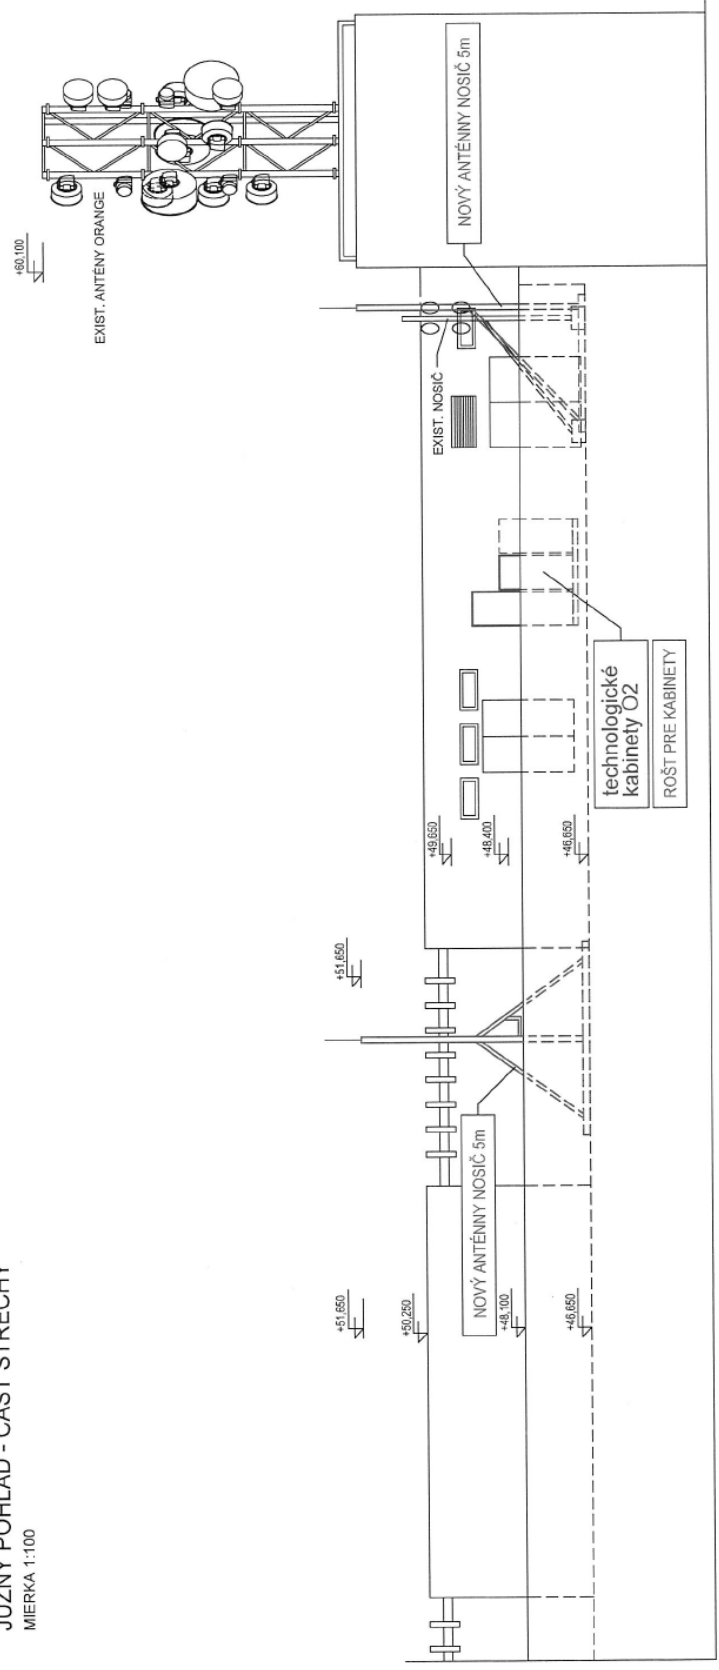 JUŽNÝ POHĽAD - ČASŤ STRECHY
MIERKA 1:100
+60,100
EXIST. ANTÉNY ORANGE
NOVÝ ANTÉNNY NOSIČ 5m
EXIST. NOSIČ
+51,650
+49,650
+48,400
+46,650
technologické
kabinety O2
ROŠT PRE KABINETY
+51,650
+50,250
NOVÝ ANTÉNNY NOSIČ 5m
+48,100
+46,650